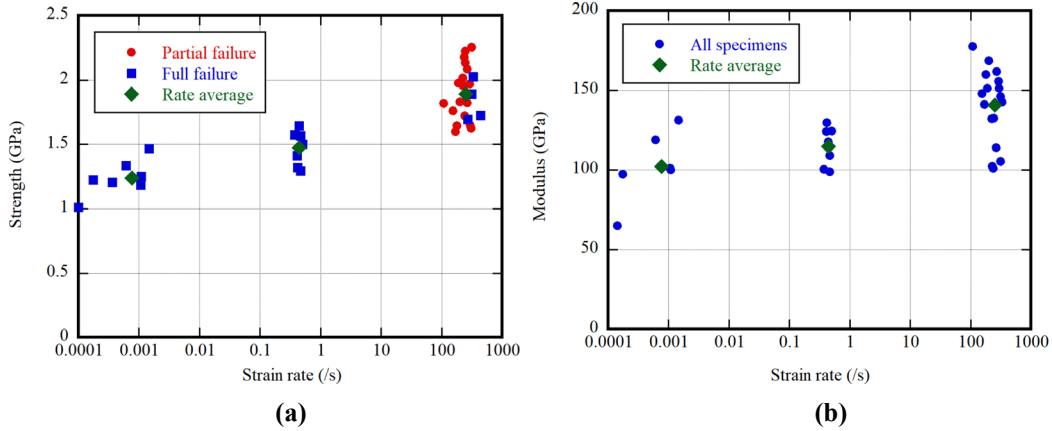 2.5
2
1.5
1
0.5
0
Strength (GPa)
Partial failure
Full failure
Rate average
0.0001 0.001 0.01 0.1 1 10 100 1000
Strain rate (/s)
(a)
200
150
100
50
0
Modulus (GPa)
All specimens
Rate average
0.0001 0.001 0.01 0.1 1 10 100 1000
Strain rate (/s)
(b)